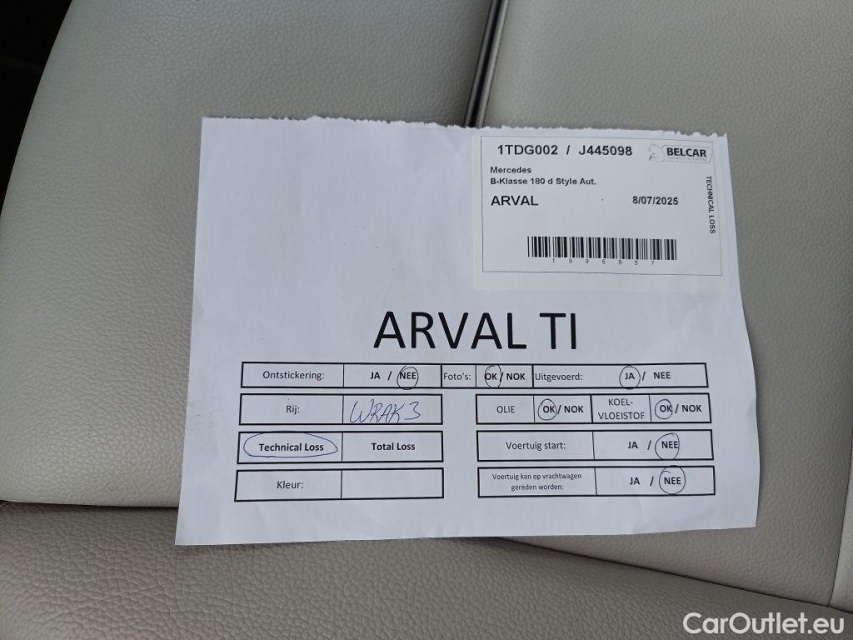 1TDG002 / J445098
BELCAR
Mercedes
B-Klasse 180 d Style Aut.
ARVAL
8/07/2025
TECHNICAL LOSS
ARVAL TI
Ontstickering: JA / NEE Foto's: OK / NOK Uitgevoerd: JA / NEE
Rij: WRAK 3
OLIE OK / NOK KOEL-
VLOEISTOF OK / NOK
Technical Loss Total Loss
Voertuig start: JA / NEE
Kleur:
Voertuig kan op vrachtwagen
gereden worden: JA / NEE
CarOutlet.eu